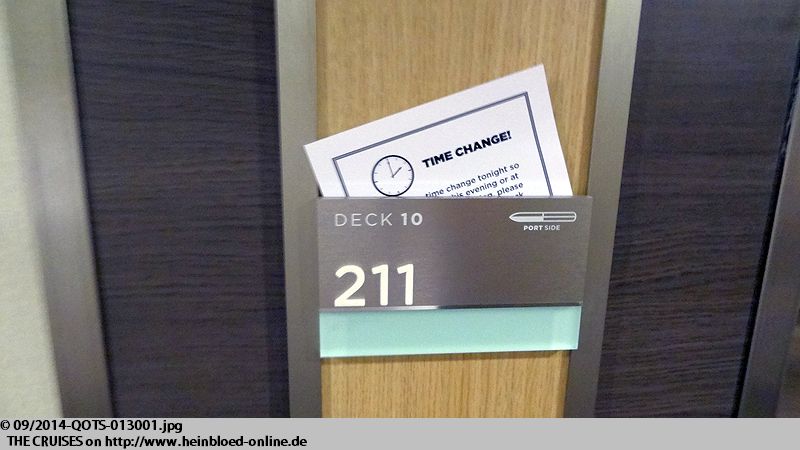 TIME CHANGE!
time change tonight so
this evening or at
please
DECK 10
PORT SIDE
211
© 09/2014-QOTS-013001.jpg
THE CRUISES on http://www.heinbloed-online.de